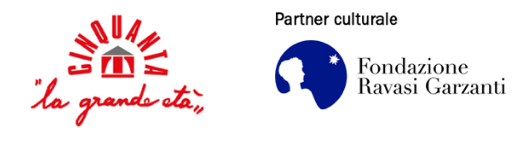 CINQUANTA
"la grande età„
Partner culturale
Fondazione
Ravasi Garzanti